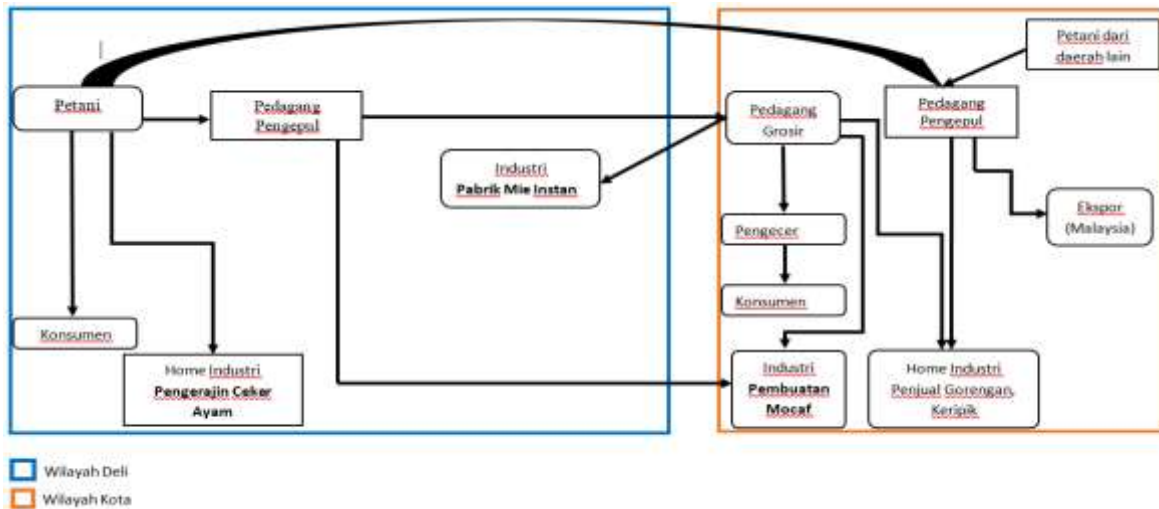 Petani dari
daerah lain
Petani
Pedagang
Pengepul
Pedagang
Grosir
Pedagang
Pengepul
Industri
Pabrik Mie Instan
Ekspor
(Malaysia)
Pengecer
Konsumen
Konsumen
Home Industri
Pengerajin Ceker
Ayam
Industri
Pembuatan
Mocaf
Home Industri
Penjual Gorengan,
Keripik
Wilayah Deli
Wilayah Kota